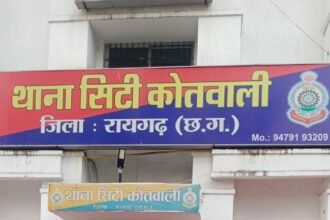 थाना सिटी कोतवाली
जिला : रायगढ़ (छ.ग.)
Mo.: 94791 93209
थाना सिटी कोतवाली